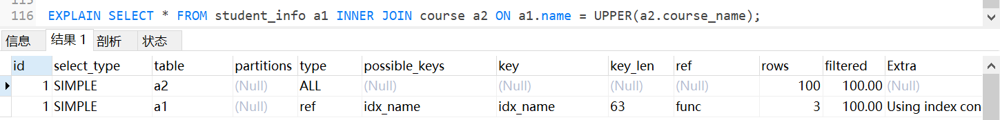 116 EXPLAIN SELECT * FROM student_info a1 INNER JOIN course a2 ON a1.name = UPPER(a2.course_name);
信息 结果 1 剖析 状态
id select_type table partitions type possible_keys key key_len ref rows filtered Extra
1 SIMPLE a2 (Null) ALL (Null) (Null) (Null) (Null) 100 100.00 (Null)
1 SIMPLE a1 (Null) ref idx_name idx_name 63 func 3 100.00 Using index con